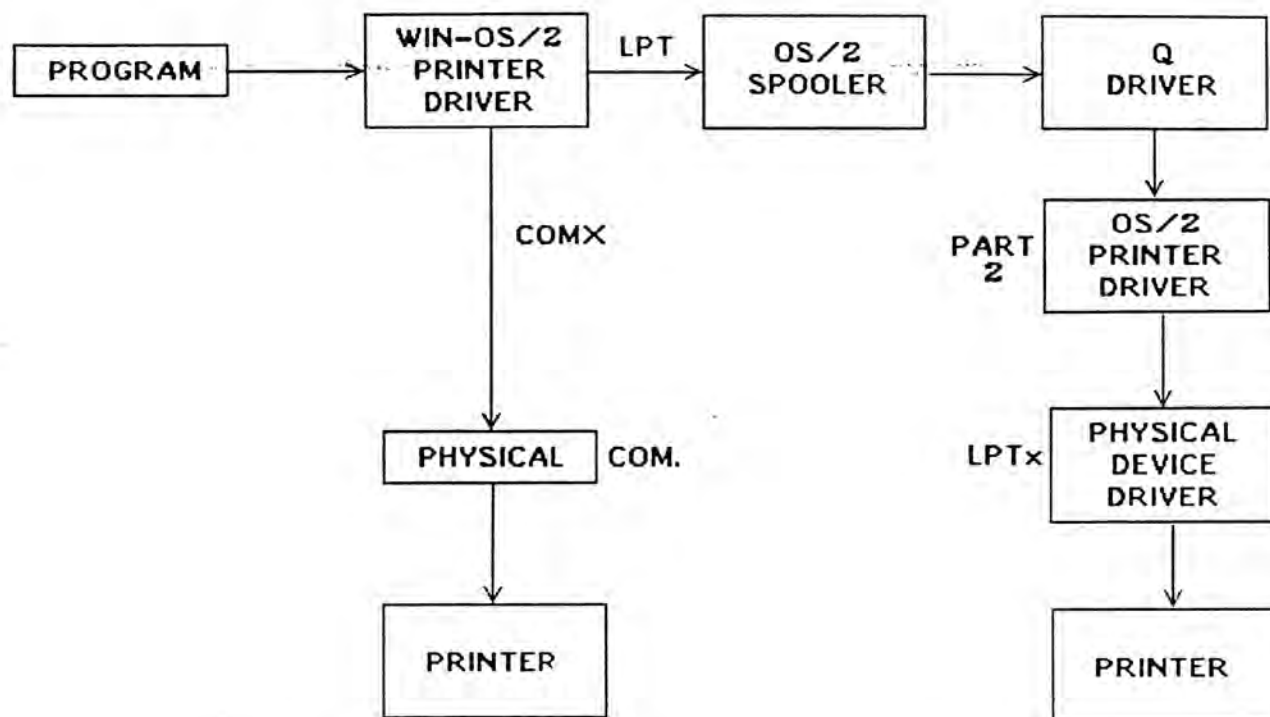 PROGRAM
WIN-OS/2
PRINTER
DRIVER
LPT
OS/2
SPOOLER
Q
DRIVER
COMX
PART
2
OS/2
PRINTER
DRIVER
PHYSICAL
COM.
LPTx
PHYSICAL
DEVICE
DRIVER
PRINTER
PRINTER